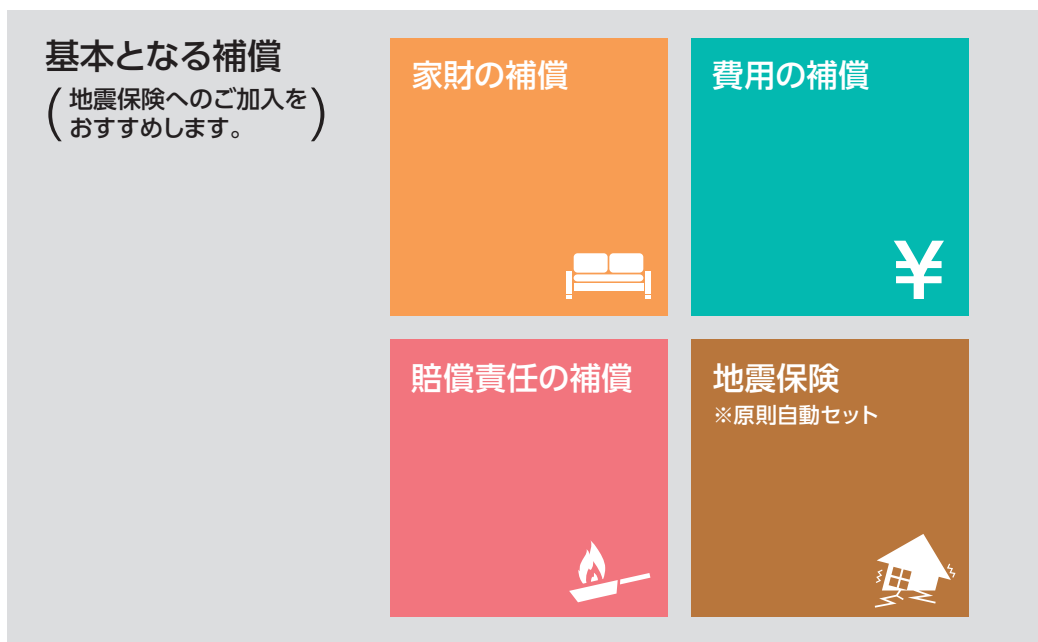 基本となる補償
(地震保険へのご加入を
おすすめします。)
家財の補償
費用の補償
¥
賠償責任の補償
地震保険
※原則自動セット